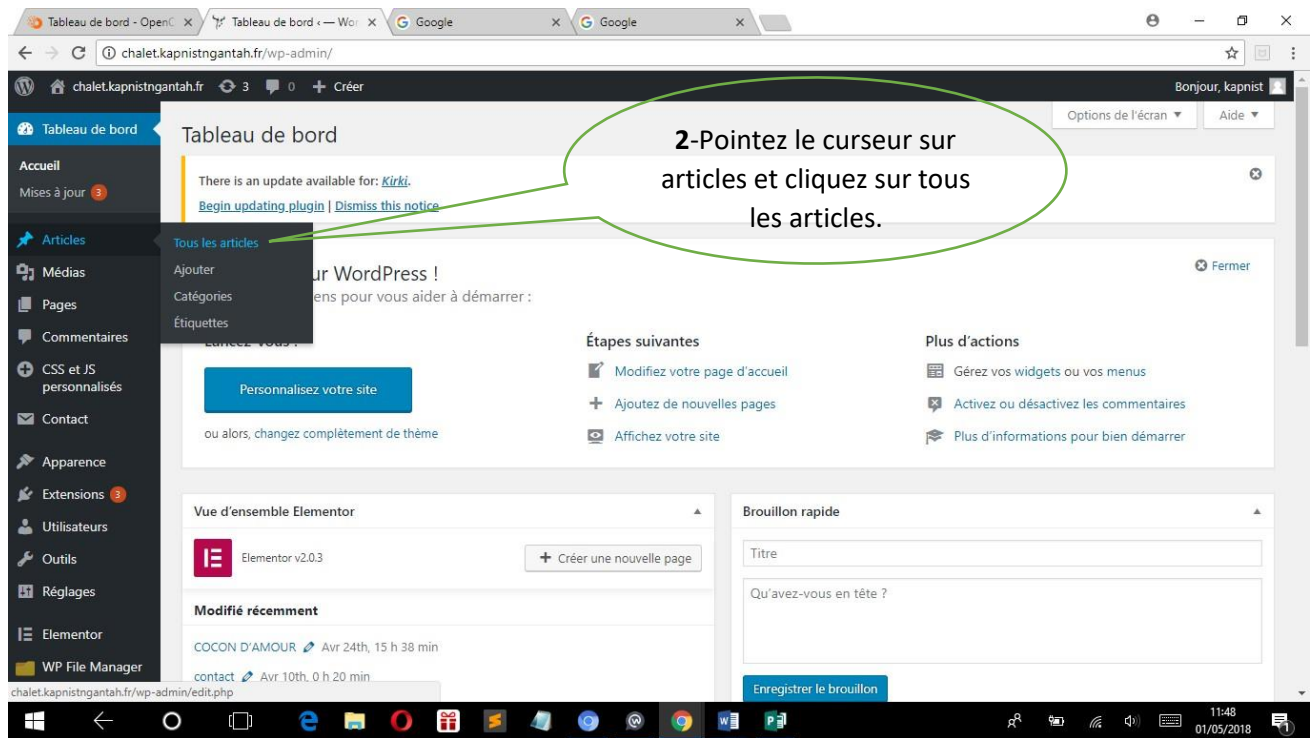 Tableau de bord - OpenC
Tableau de bord ‹ — Wor
Google
Google
chalet.kapnistngantah.fr/wp-admin/
chalet.kapnistngantah.fr 3 0 + Créer
Bonjour, kapnist
Tableau de bord
Accueil
Mises à jour 3
Articles
Médias
Pages
Commentaires
CSS et JS
personnalisés
Contact
Apparence
Extensions 3
Utilisateurs
Outils
Réglages
Elementor
WP File Manager
Tous les articles
Ajouter
Catégories
Étiquettes
Options de l'écran ▼
Aide ▼
Tableau de bord
There is an update available for: Kirki.
Begin updating plugin | Dismiss this notice
2-Pointez le curseur sur
articles et cliquez sur tous
les articles.
ur WordPress !
ens pour vous aider à démarrer :
Fermer
Personnalisez votre site
ou alors, changez complètement de thème
Étapes suivantes
Modifiez votre page d'accueil
+ Ajoutez de nouvelles pages
Affichez votre site
Plus d'actions
Gérez vos widgets ou vos menus
Activez ou désactivez les commentaires
Plus d'informations pour bien démarrer
Vue d'ensemble Elementor
Elementor v2.0.3
+ Créer une nouvelle page
Modifié récemment
COCON D'AMOUR Avr 24th, 15 h 38 min
contact Avr 10th, 0 h 20 min
Brouillon rapide
Titre
Qu'avez-vous en tête ?
Enregistrer le brouillon
chalet.kapnistngantah.fr/wp-admin/edit.php
11:48
01/05/2018